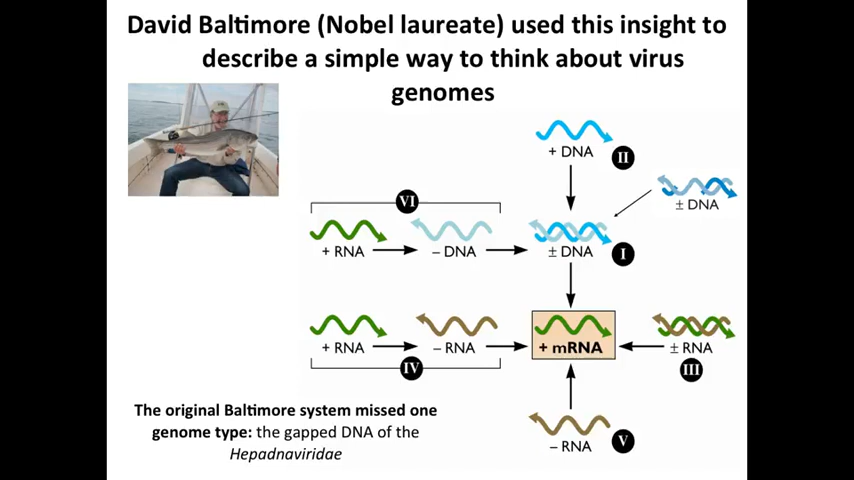 David Baltimore (Nobel laureate) used this insight to
describe a simple way to think about virus
genomes
+ DNA
II
± DNA
VI
+ RNA
– DNA
± DNA
I
+ RNA
– RNA
+ mRNA
± RNA
IV
III
The original Baltimore system missed one
genome type: the gapped DNA of the
Hepadnaviridae
– RNA
V